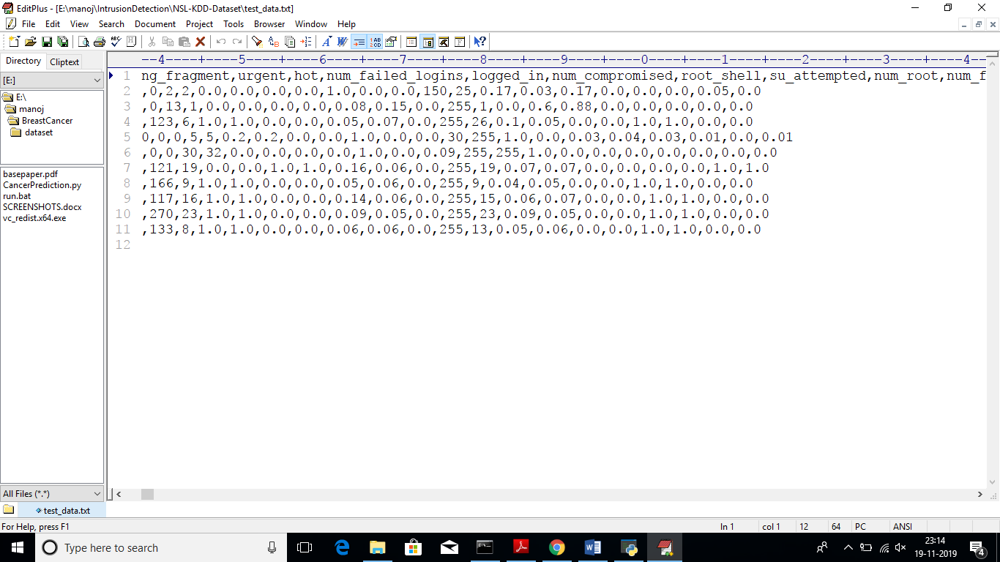 EditPlus - [E:\manoj\IntrusionDetection\NSL-KDD-Dataset\test_data.txt]
File Edit View Search Document Project Tools Browser Window Help
Directory Cliptext
[E:]
E:\
manoj
BreastCancer
dataset
basepaper.pdf
CancerPrediction.py
run.bat
SCREENSHOTS.docx
vc_redist.x64.exe
All Files (*.*)
--4----+----5----+----6----+----7----+----8----+----9----+----0----+----1----+----2----+----3----+----4-
1 ng_fragment,urgent,hot,num_failed_logins,logged_in,num_compromised,root_shell,su_attempted,num_root,num_f
2 ,0,2,2,0.0,0.0,0.0,0.0,1.0,0.0,0.0,150,25,0.17,0.03,0.17,0.0,0.0,0.0,0.05,0.0
3 ,0,13,1,0.0,0.0,0.0,0.0,0.08,0.15,0.0,255,1,0.0,0.6,0.88,0.0,0.0,0.0,0.0,0.0
4 ,123,6,1.0,1.0,0.0,0.0,0.05,0.07,0.0,255,26,0.1,0.05,0.0,0.0,1.0,1.0,0.0,0.0
5 0,0,0,5,5,0.2,0.2,0.0,0.0,1.0,0.0,0.0,30,255,1.0,0.0,0.03,0.04,0.03,0.01,0.0,0.01
6 ,0,0,30,32,0.0,0.0,0.0,0.0,1.0,0.0,0.09,255,255,1.0,0.0,0.0,0.0,0.0,0.0,0.0,0.0
7 ,121,19,0.0,0.0,1.0,1.0,0.16,0.06,0.0,255,19,0.07,0.07,0.0,0.0,0.0,0.0,1.0,1.0
8 ,166,9,1.0,1.0,0.0,0.0,0.05,0.06,0.0,255,9,0.04,0.05,0.0,0.0,1.0,1.0,0.0,0.0
9 ,117,16,1.0,1.0,0.0,0.0,0.14,0.06,0.0,255,15,0.06,0.07,0.0,0.0,1.0,1.0,0.0,0.0
10 ,270,23,1.0,1.0,0.0,0.0,0.09,0.05,0.0,255,23,0.09,0.05,0.0,0.0,1.0,1.0,0.0,0.0
11 ,133,8,1.0,1.0,0.0,0.0,0.06,0.06,0.0,255,13,0.05,0.06,0.0,0.0,1.0,1.0,0.0,0.0
12
test_data.txt
For Help, press F1 ln 1 col 1 12 64 PC ANSI
Type here to search
23:14
19-11-2019
4